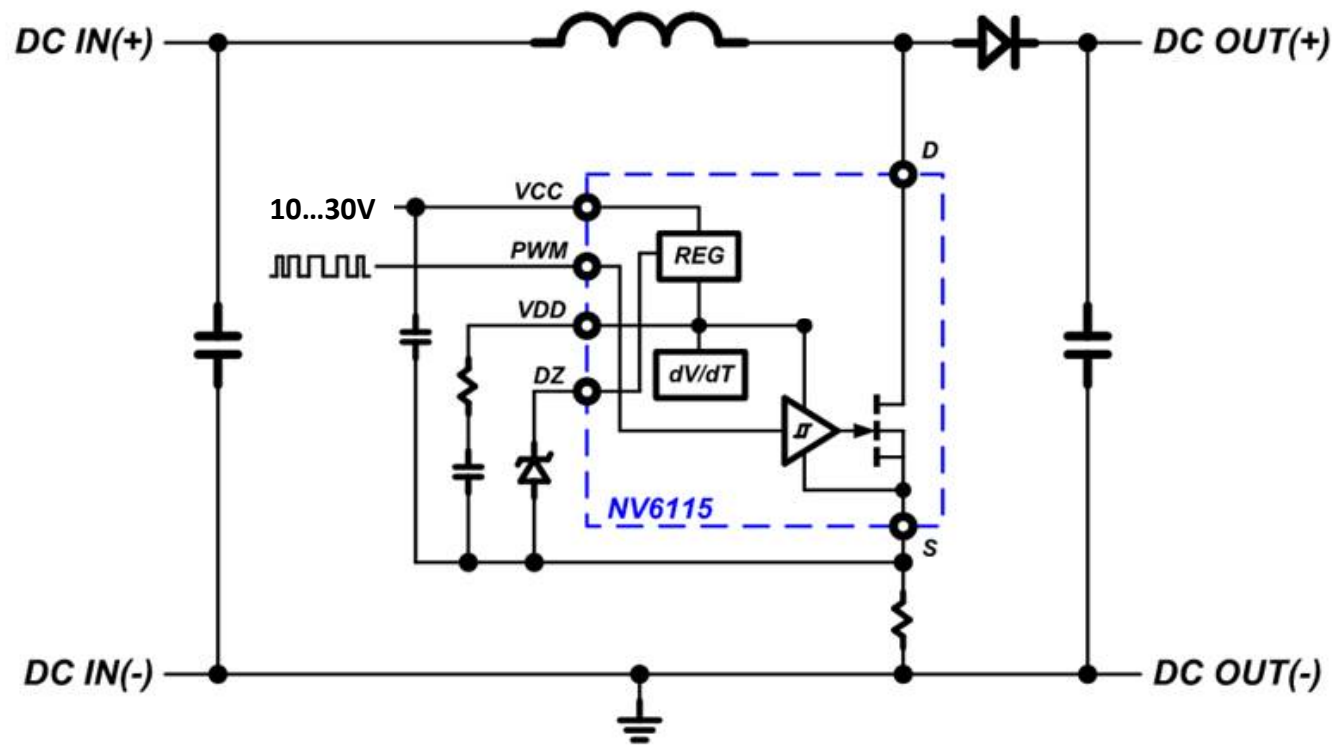 DC IN(+)
DC OUT(+)
D
VCC
10...30V
PWM
REG
VDD
DZ
dV/dT
NV6115
S
DC IN(-)
DC OUT(-)